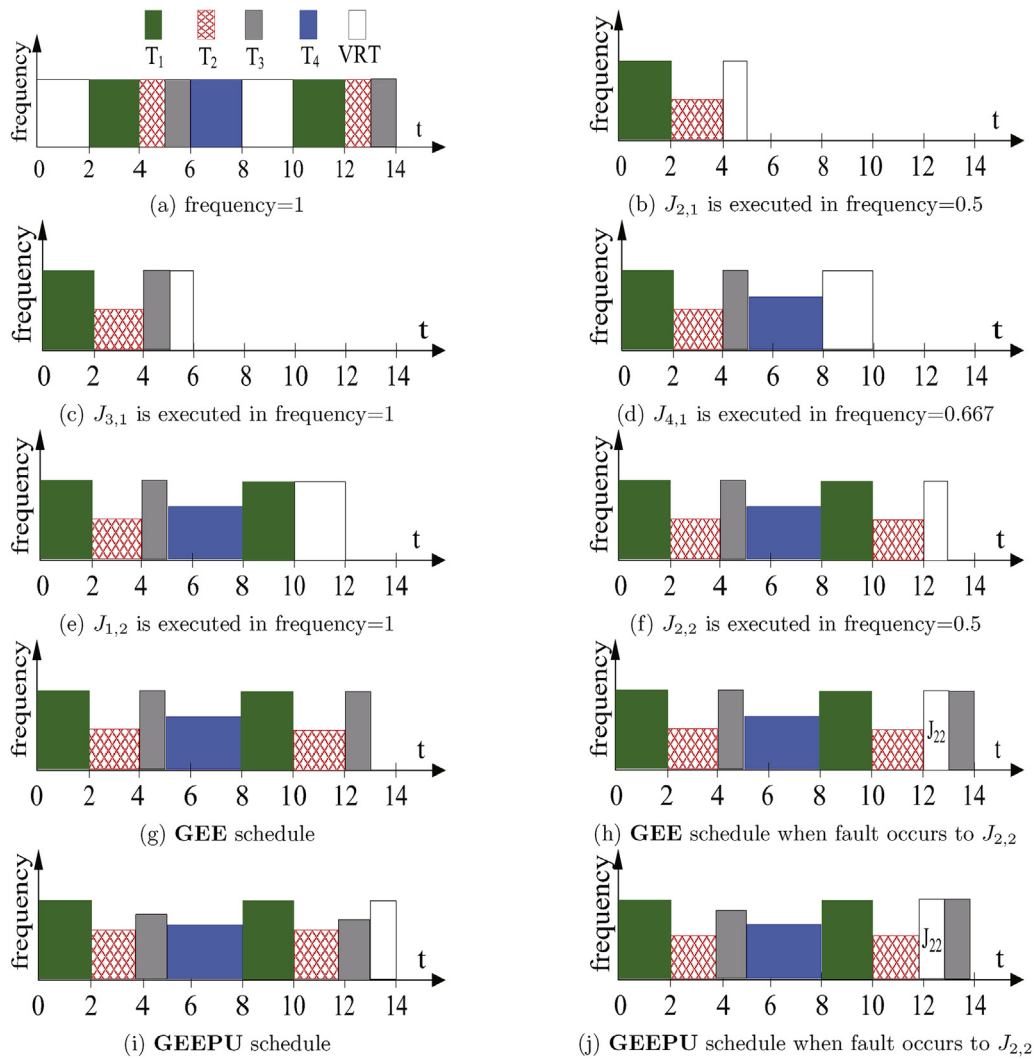 T1 T2 T3 T4 VRT
frequency
t
0 2 4 6 8 10 12 14
(a) frequency=1
frequency
t
0 2 4 6 8 10 12 14
(b) J2,1 is executed in frequency=0.5
frequency
t
0 2 4 6 8 10 12 14
(c) J3,1 is executed in frequency=1
frequency
t
0 2 4 6 8 10 12 14
(d) J4,1 is executed in frequency=0.667
frequency
t
0 2 4 6 8 10 12 14
(e) J1,2 is executed in frequency=1
frequency
t
0 2 4 6 8 10 12 14
(f) J2,2 is executed in frequency=0.5
frequency
t
0 2 4 6 8 10 12 14
(g) GEE schedule
frequency
J22
t
0 2 4 6 8 10 12 14
(h) GEE schedule when fault occurs to J2,2
frequency
t
0 2 4 6 8 10 12 14
(i) GEEPU schedule
frequency
J22
t
0 2 4 6 8 10 12 14
(j) GEEPU schedule when fault occurs to J2,2